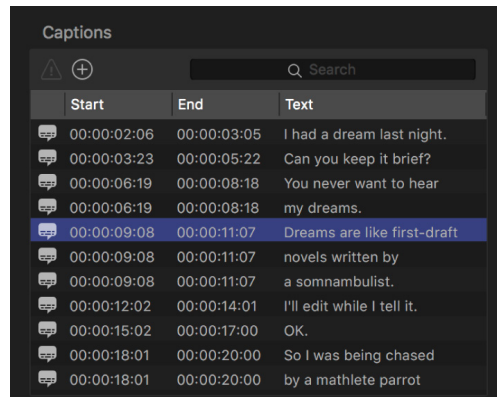 Captions
Search
Start End Text
00:00:02:06 00:00:03:05 I had a dream last night.
00:00:03:23 00:00:05:22 Can you keep it brief?
00:00:06:19 00:00:08:18 You never want to hear
00:00:06:19 00:00:08:18 my dreams.
00:00:09:08 00:00:11:07 Dreams are like first-draft
00:00:09:08 00:00:11:07 novels written by
00:00:09:08 00:00:11:07 a somnambulist.
00:00:12:02 00:00:14:01 I'll edit while I tell it.
00:00:15:02 00:00:17:00 OK.
00:00:18:01 00:00:20:00 So I was being chased
00:00:18:01 00:00:20:00 by a mathlete parrot